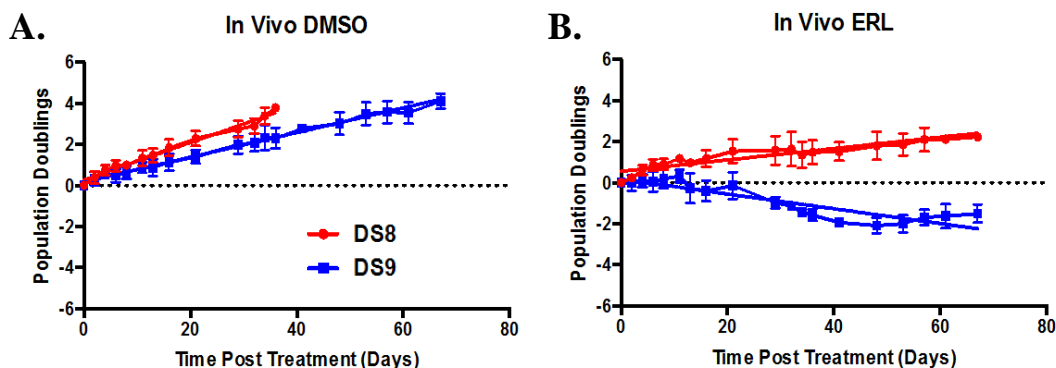 A.
In Vivo DMSO
Population Doublings
6
4
2
0
-2
-4
-6
DS8
DS9
0
20
40
60
80
Time Post Treatment (Days)
B.
In Vivo ERL
Population Doublings
6
4
2
0
-2
-4
-6
0
20
40
60
80
Time Post Treatment (Days)